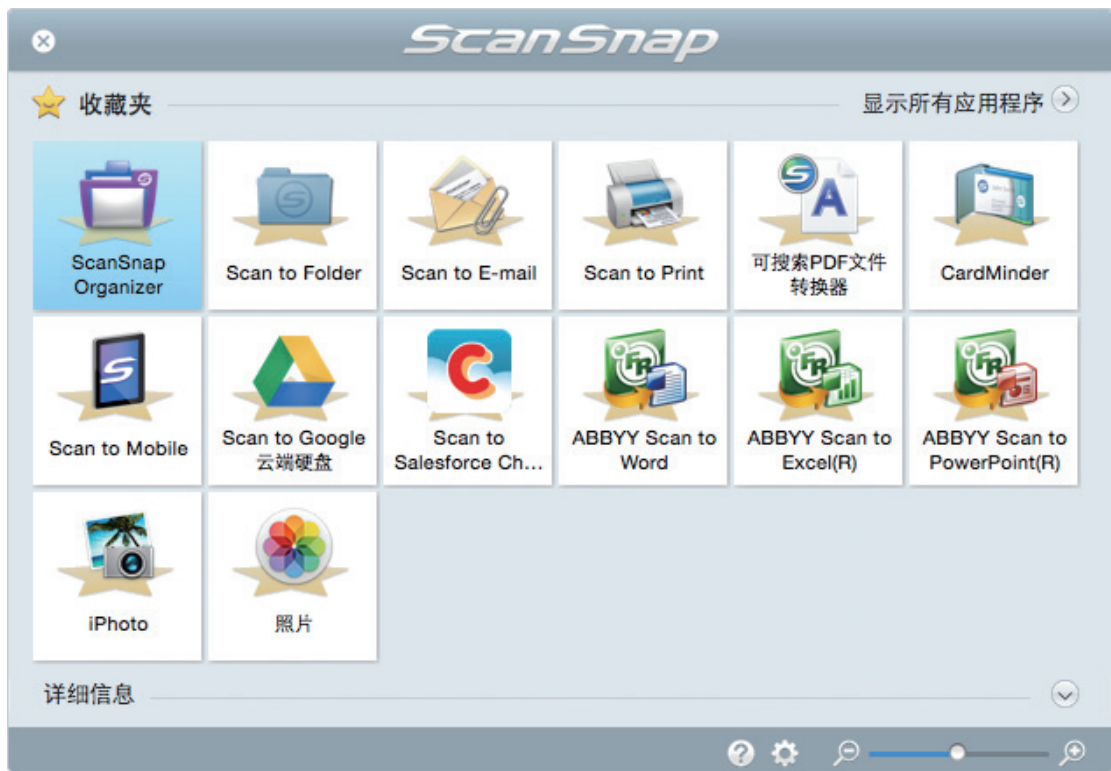 ScanSnap
收藏夹
显示所有应用程序
ScanSnap
Organizer
Scan to Folder
Scan to E-mail
Scan to Print
可搜索PDF文件
转换器
CardMinder
Scan to Mobile
Scan to Google
云端硬盘
Scan to
Salesforce Ch...
ABBYY Scan to
Word
ABBYY Scan to
Excel(R)
ABBYY Scan to
PowerPoint(R)
iPhoto
照片
详细信息